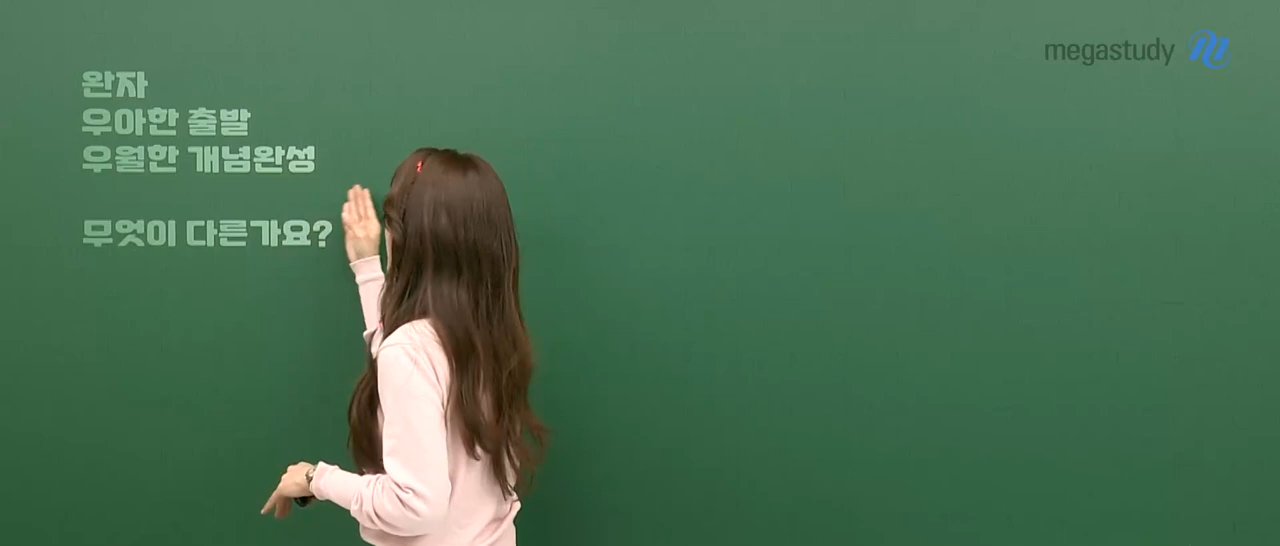 megastudy
완자
우아한 출발
우월한 개념완성
무엇이 다른가요?